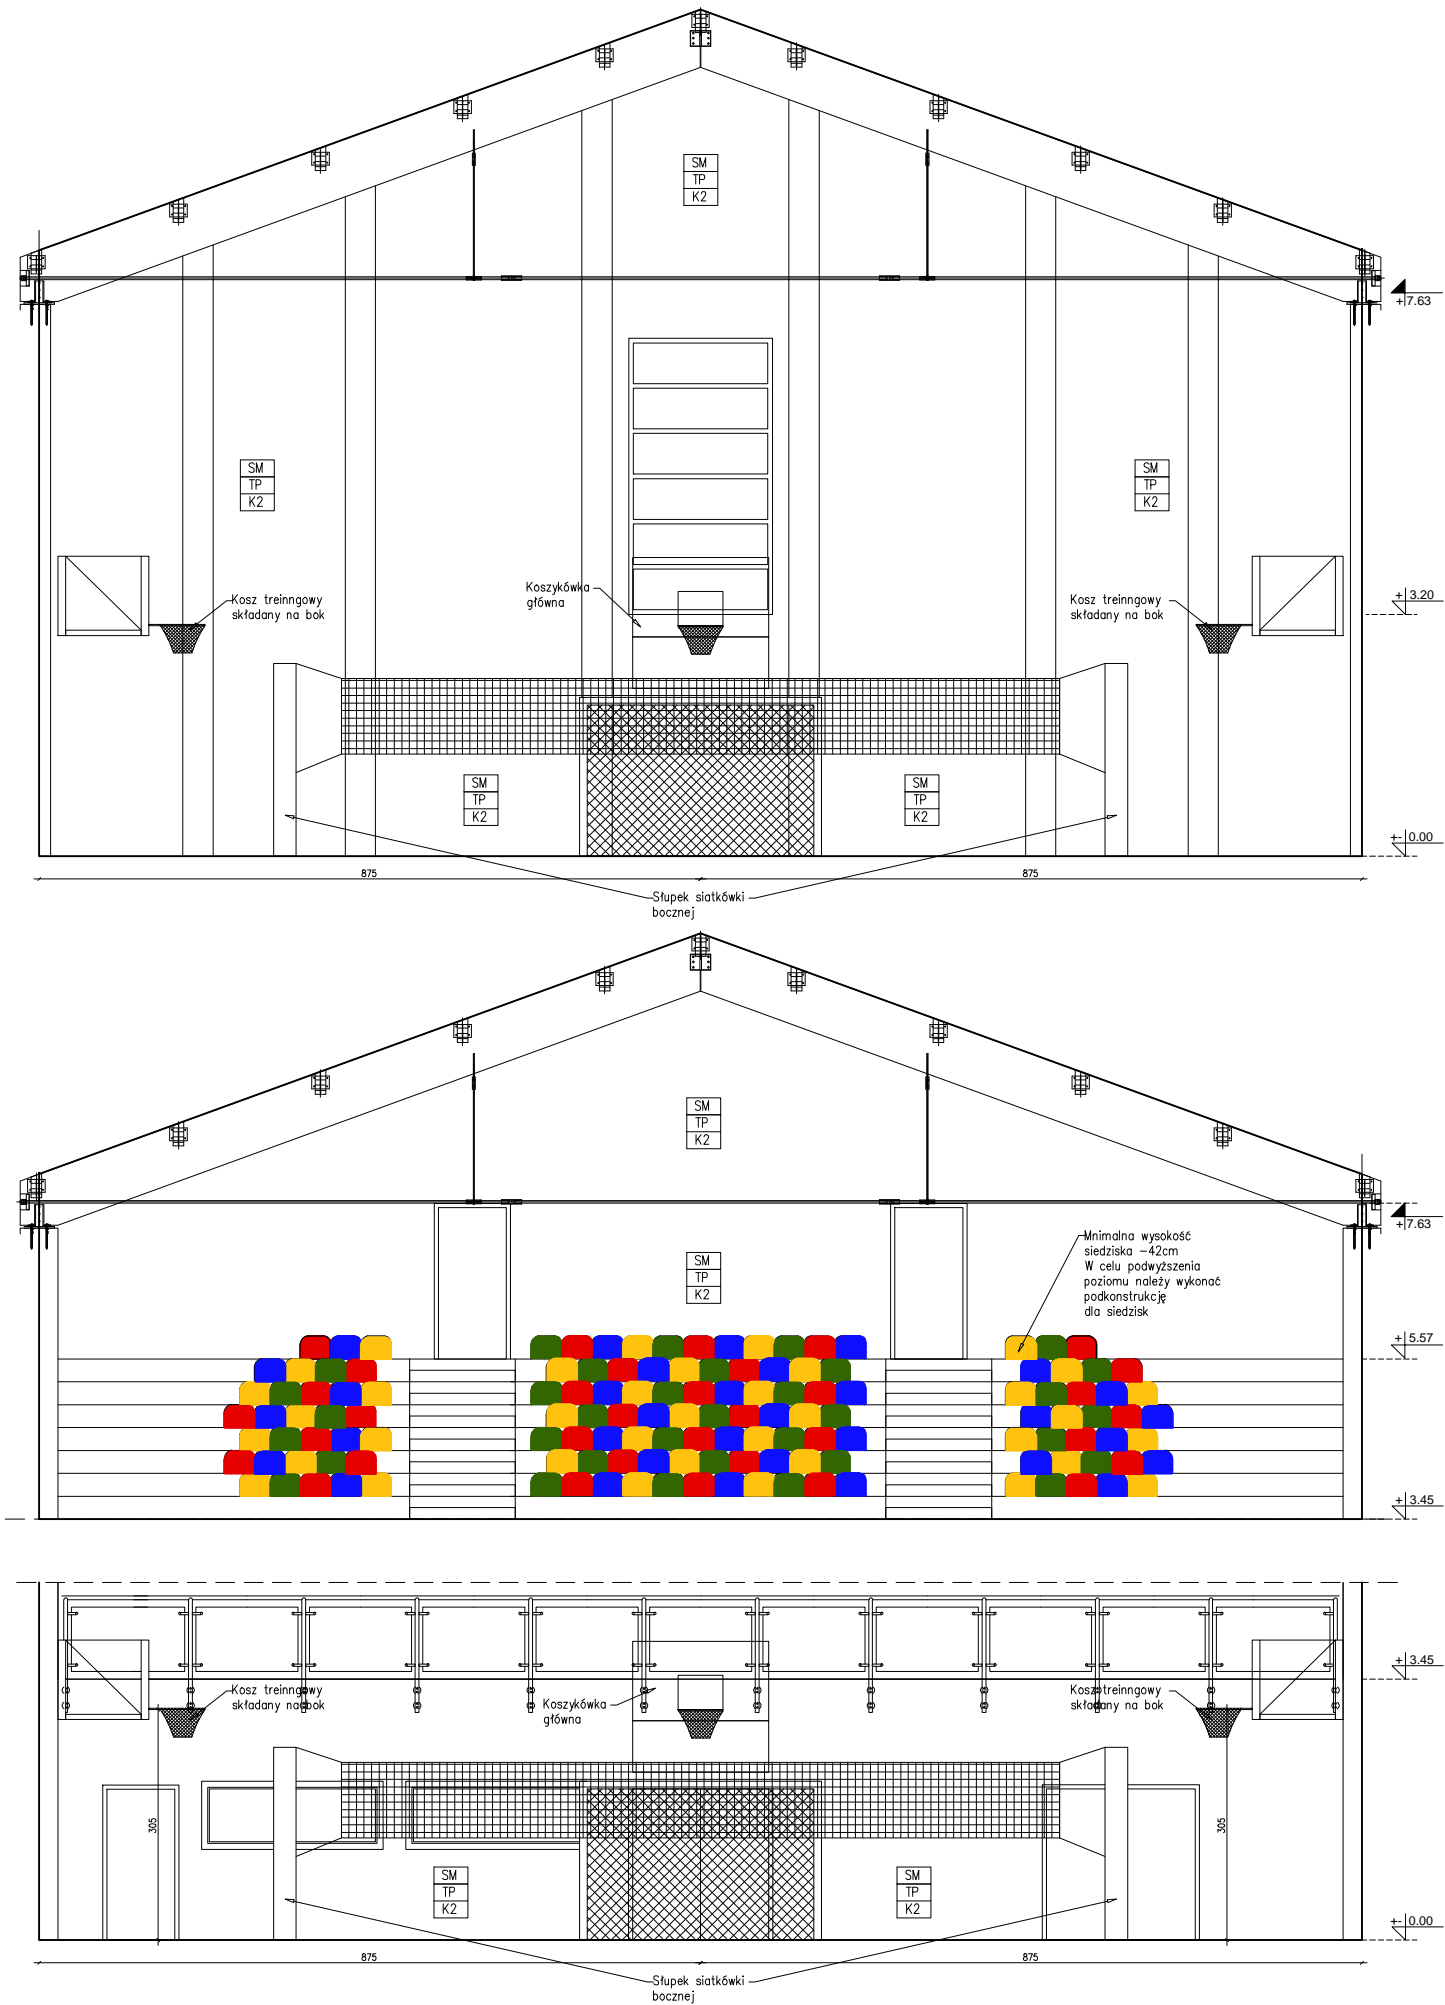 SM
TP
K2
+7.63
SM
TP
K2
SM
TP
K2
Koszykówka
główna
Kosz treinngowy
składany na bok
Kosz treinngowy
składany na bok
+3.20
SM
TP
K2
SM
TP
K2
+-0.00
875
875
Słupek siatkówki
bocznej
SM
TP
K2
+7.63
Mnimalna wysokość
siedziska -42cm
W celu podwyższenia
poziomu należy wykonać
podkonstrukcję
dla siedzisk
SM
TP
K2
+5.57
+3.45
+3.45
Kosz treinngowy
składany na bok
Koszykówka
główna
Kosz treinngowy
składany na bok
305
305
SM
TP
K2
SM
TP
K2
+-0.00
875
875
Słupek siatkówki
bocznej